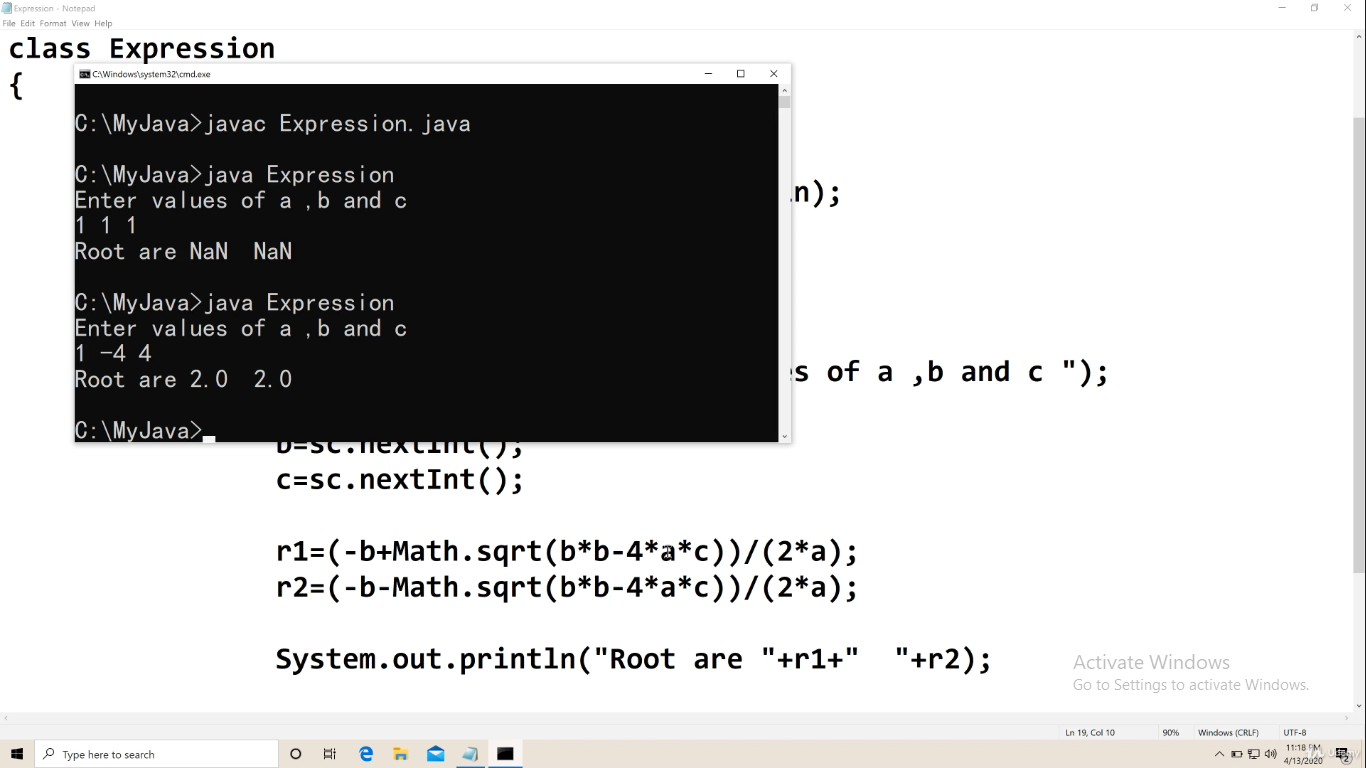 Expression - Notepad
File Edit Format View Help
class Expression
{
C:\Windows\system32\cmd.exe
C:\MyJava>javac Expression.java
C:\MyJava>java Expression
Enter values of a ,b and c
1 1 1
Root are NaN  NaN
C:\MyJava>java Expression
Enter values of a ,b and c
1 -4 4
Root are 2.0  2.0
C:\MyJava>
n);
s of a ,b and c ");
b=sc.nextInt();
c=sc.nextInt();
r1=(-b+Math.sqrt(b*b-4*a*c))/(2*a);
r2=(-b-Math.sqrt(b*b-4*a*c))/(2*a);
System.out.println("Root are "+r1+"  "+r2);
Activate Windows
Go to Settings to activate Windows.
Ln 19, Col 10
90%
Windows (CRLF)
UTF-8
Type here to search
11:18 PM
4/13/2020
2